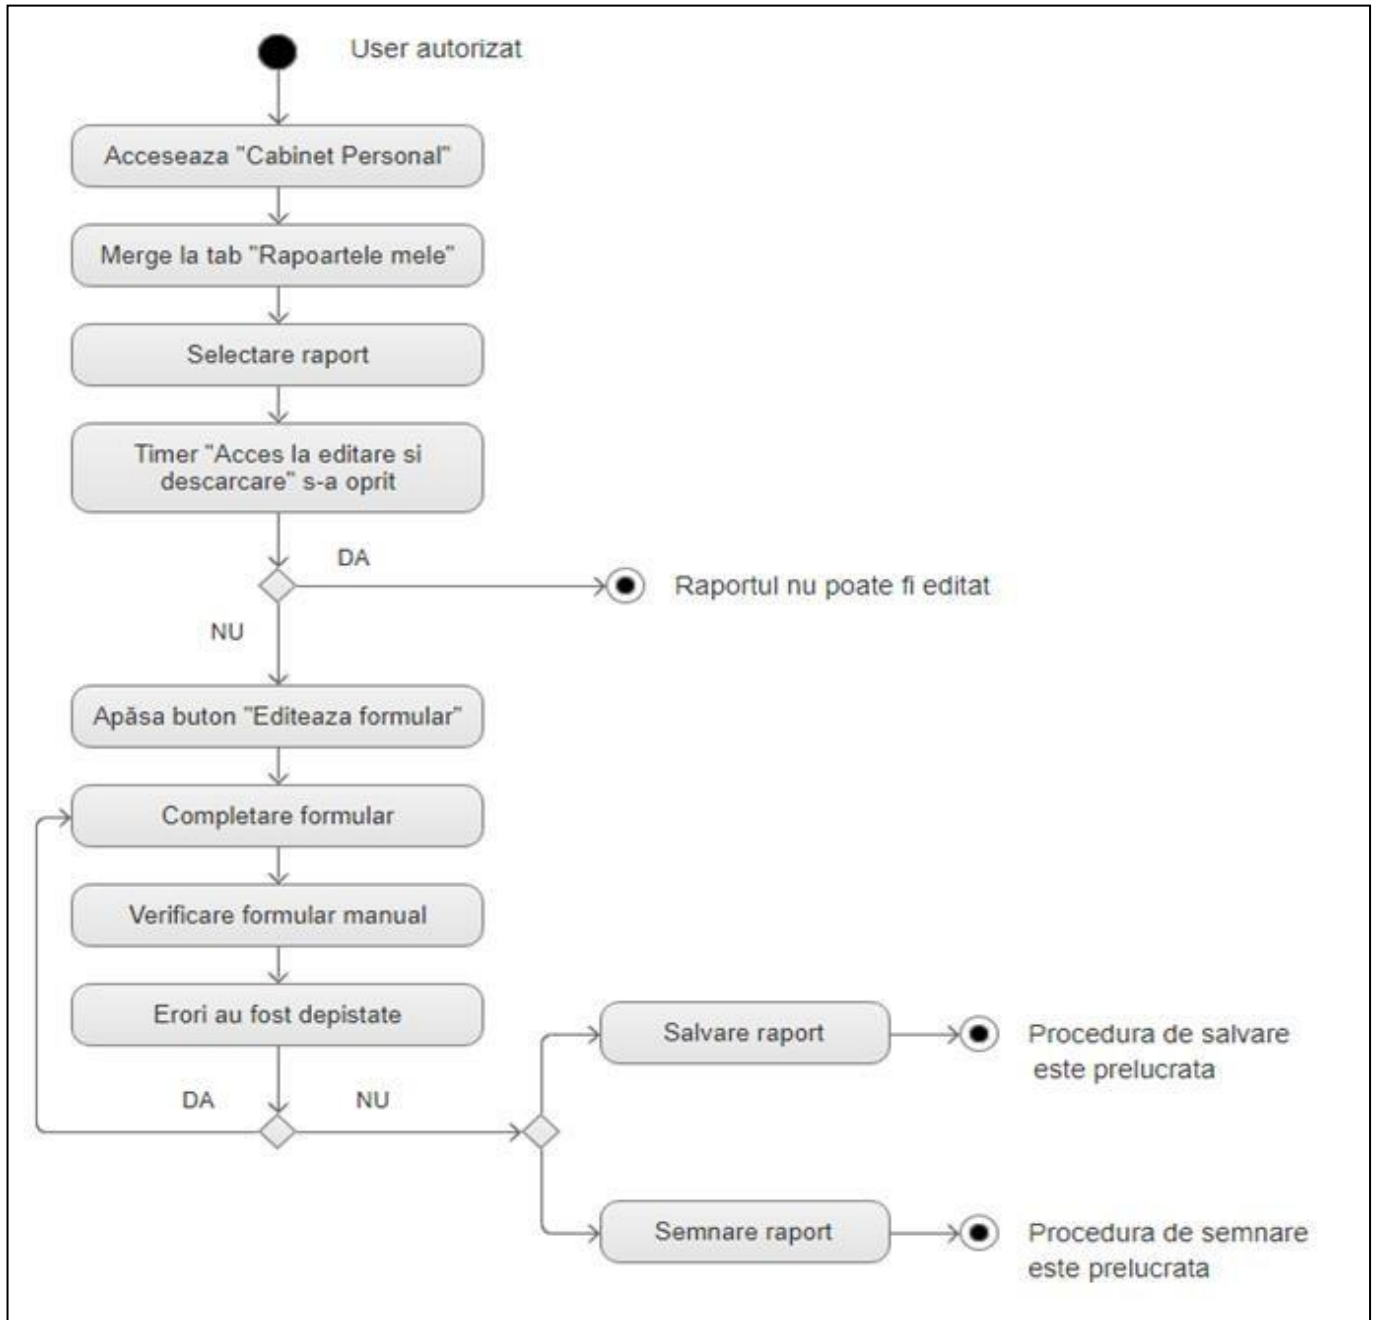 User autorizat
Acceseaza "Cabinet Personal"
Merge la tab "Rapoartele mele"
Selectare raport
Timer "Acces la editare si
descarcare" s-a oprit
DA
Raportul nu poate fi editat
NU
Apăsa buton "Editeaza formular"
Completare formular
Verificare formular manual
Erori au fost depistate
Salvare raport
Procedura de salvare
este prelucrata
DA
NU
Semnare raport
Procedura de semnare
este prelucrata